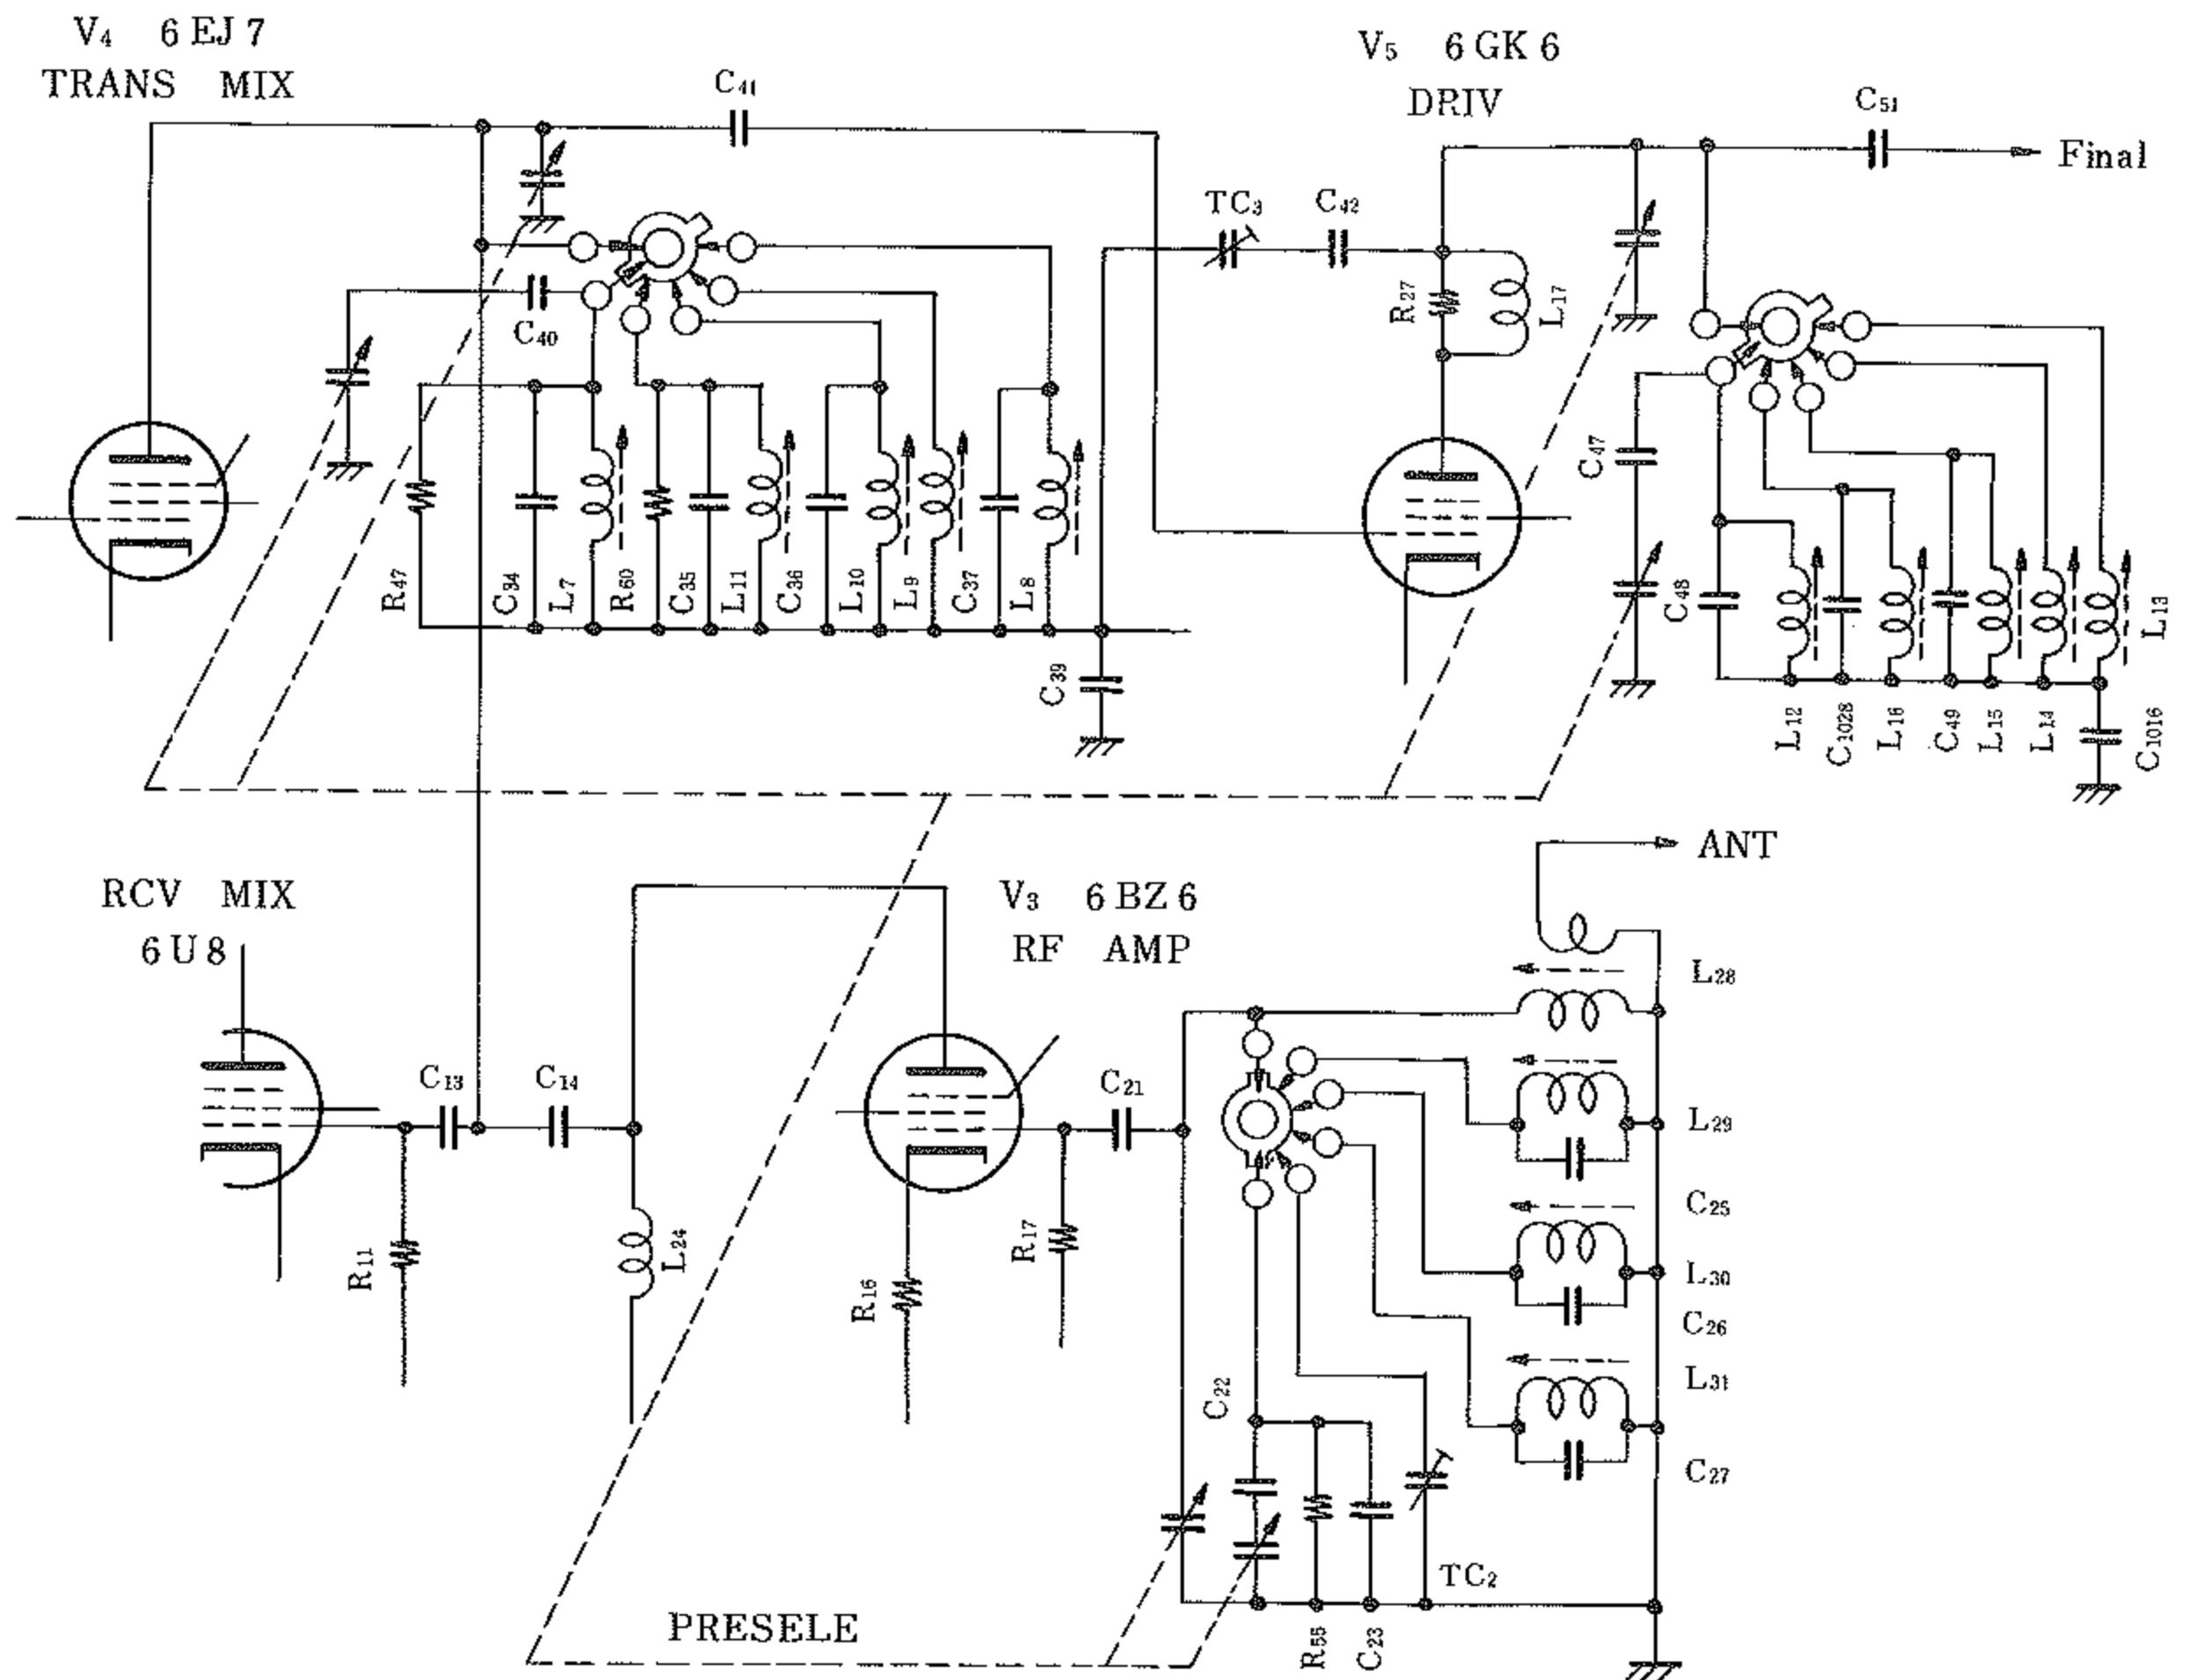 V₄ 6EJ7
TRANS MIX
C₄₁
V₅ 6GK6
DRIV
C₅₁
Final
TC₃
C₄₂
R₂₇
L₁₇
C₄₀
C₄₇
R₄₇
C₃₄
L₇
R₆₀
C₃₅
L₁₁
C₃₆
L₁₀
L₉
C₃₇
L₈
C₃₉
C₄₈
L₁₃
L₁₂
C₁₀₂₈
L₁₆
C₄₉
L₁₅
L₁₄
C₁₀₁₆
ANT
RCV MIX
6U8
V₃ 6BZ6
RF AMP
L₂₈
C₁₃
C₁₄
C₂₁
L₂₉
C₂₅
R₁₁
L₂₄
R₁₆
R₁₇
L₃₀
C₂₆
L₃₁
C₂₂
C₂₇
TC₂
PRESELE
R₅₅
C₂₃